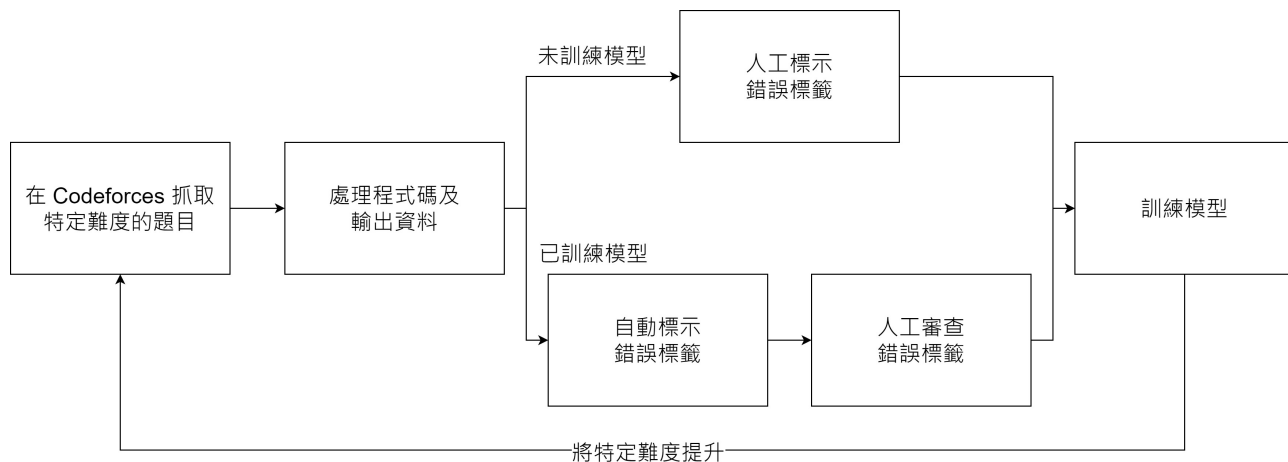 在 Codeforces 抓取
特定難度的題目
處理程式碼及
輸出資料
未訓練模型
人工標示
錯誤標籤
已訓練模型
自動標示
錯誤標籤
人工審查
錯誤標籤
訓練模型
將特定難度提升